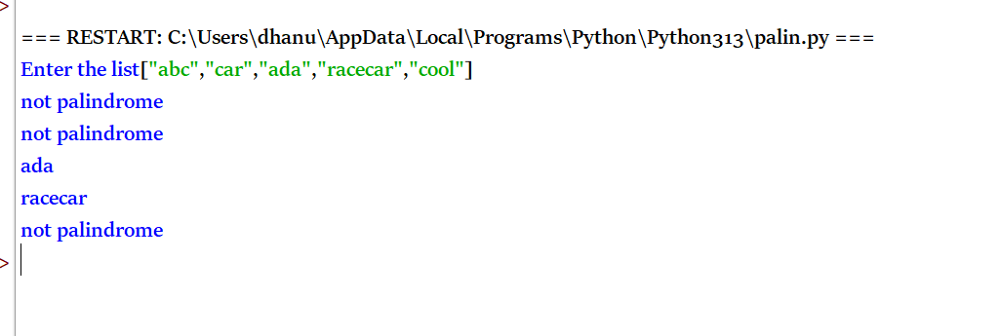 >
=== RESTART: C:\Users\dhanu\AppData\Local\Programs\Python\Python313\palin.py ===
Enter the list["abc","car","ada","racecar","cool"]
not palindrome
not palindrome
ada
racecar
not palindrome
>